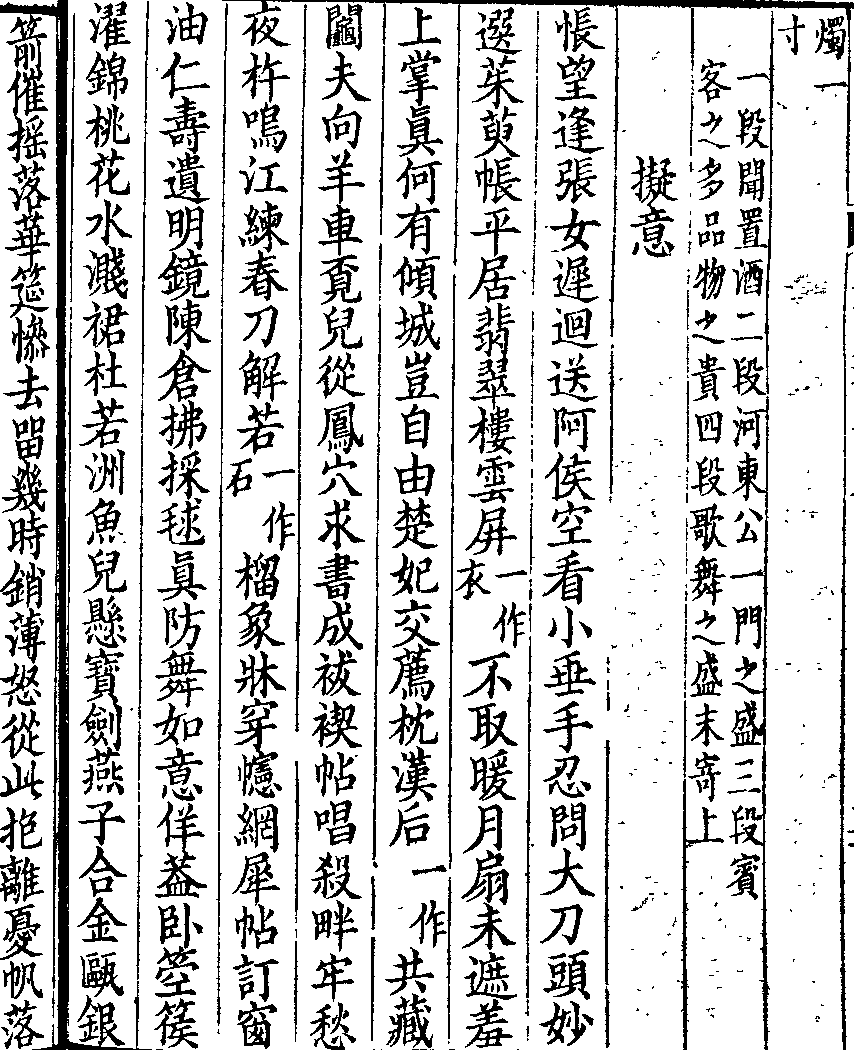 燭一
寸
一段聞置酒二段河東公一門之盛三段賓
客之多品物之貴四段歌舞之盛末寄上
擬意
悵望逢張女遲迴送阿侯空看小垂手忍問大刀頭妙
選茱萸帳平居翡翠樓雲屏一作衣不取暖月扇未遮羞
上掌眞何有傾城豈自由楚妃交薦枕漢后一作共藏
鬮夫向羊車覔兒從鳳穴求書成祓禊帖唱殺畔牢愁
夜杵鳴江練春刀解若一作石榴象牀穿幰網犀帖訂窗
油仁壽遺明鏡陳倉拂採毬眞防舞如意佯葢卧箜篌
濯錦桃花水濺裙杜若洲魚兒懸寶劍燕子合金甌銀
箭催搖落華筵慘去留幾時銷薄怒從此抱離憂帆落